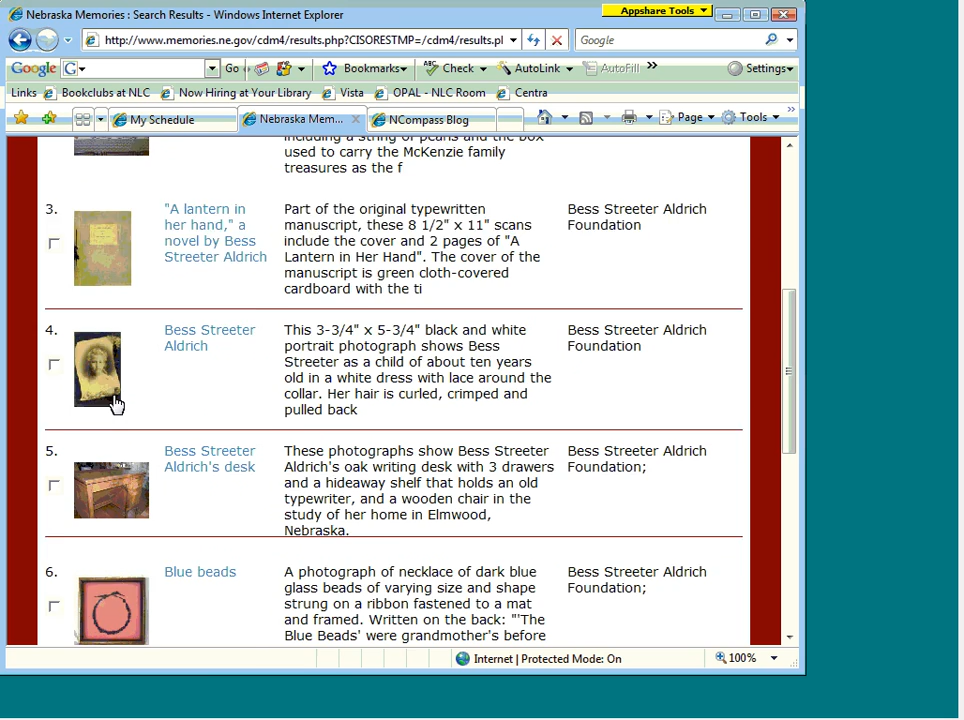 Nebraska Memories : Search Results - Windows Internet Explorer
Appshare Tools
http://www.memories.ne.gov/cdm4/results.php?CISORESTMP=/cdm4/results.pl
Google
Google G Go Bookmarks ABC Check AutoLink AutoFill » Settings
Links Bookclubs at NLC Now Hiring at Your Library Vista OPAL - NLC Room Centra
My Schedule Nebraska Mem... NCompass Blog Page Tools »
including a string of pearls and the box
used to carry the McKenzie family
treasures as the f
3. "A lantern in
her hand," a
novel by Bess
Streeter Aldrich
Part of the original typewritten
manuscript, these 8 1/2" x 11" scans
include the cover and 2 pages of "A
Lantern in Her Hand". The cover of the
manuscript is green cloth-covered
cardboard with the ti
Bess Streeter Aldrich
Foundation
4. Bess Streeter
Aldrich
This 3-3/4" x 5-3/4" black and white
portrait photograph shows Bess
Streeter as a child of about ten years
old in a white dress with lace around the
collar. Her hair is curled, crimped and
pulled back
Bess Streeter Aldrich
Foundation
5. Bess Streeter
Aldrich's desk
These photographs show Bess Streeter
Aldrich's oak writing desk with 3 drawers
and a hideaway shelf that holds an old
typewriter, and a wooden chair in the
study of her home in Elmwood,
Nebraska.
Bess Streeter Aldrich
Foundation;
6. Blue beads
A photograph of necklace of dark blue
glass beads of varying size and shape
strung on a ribbon fastened to a mat
and framed. Written on the back: "'The
Blue Beads' were grandmother's before
Bess Streeter Aldrich
Foundation;
Internet | Protected Mode: On
100%